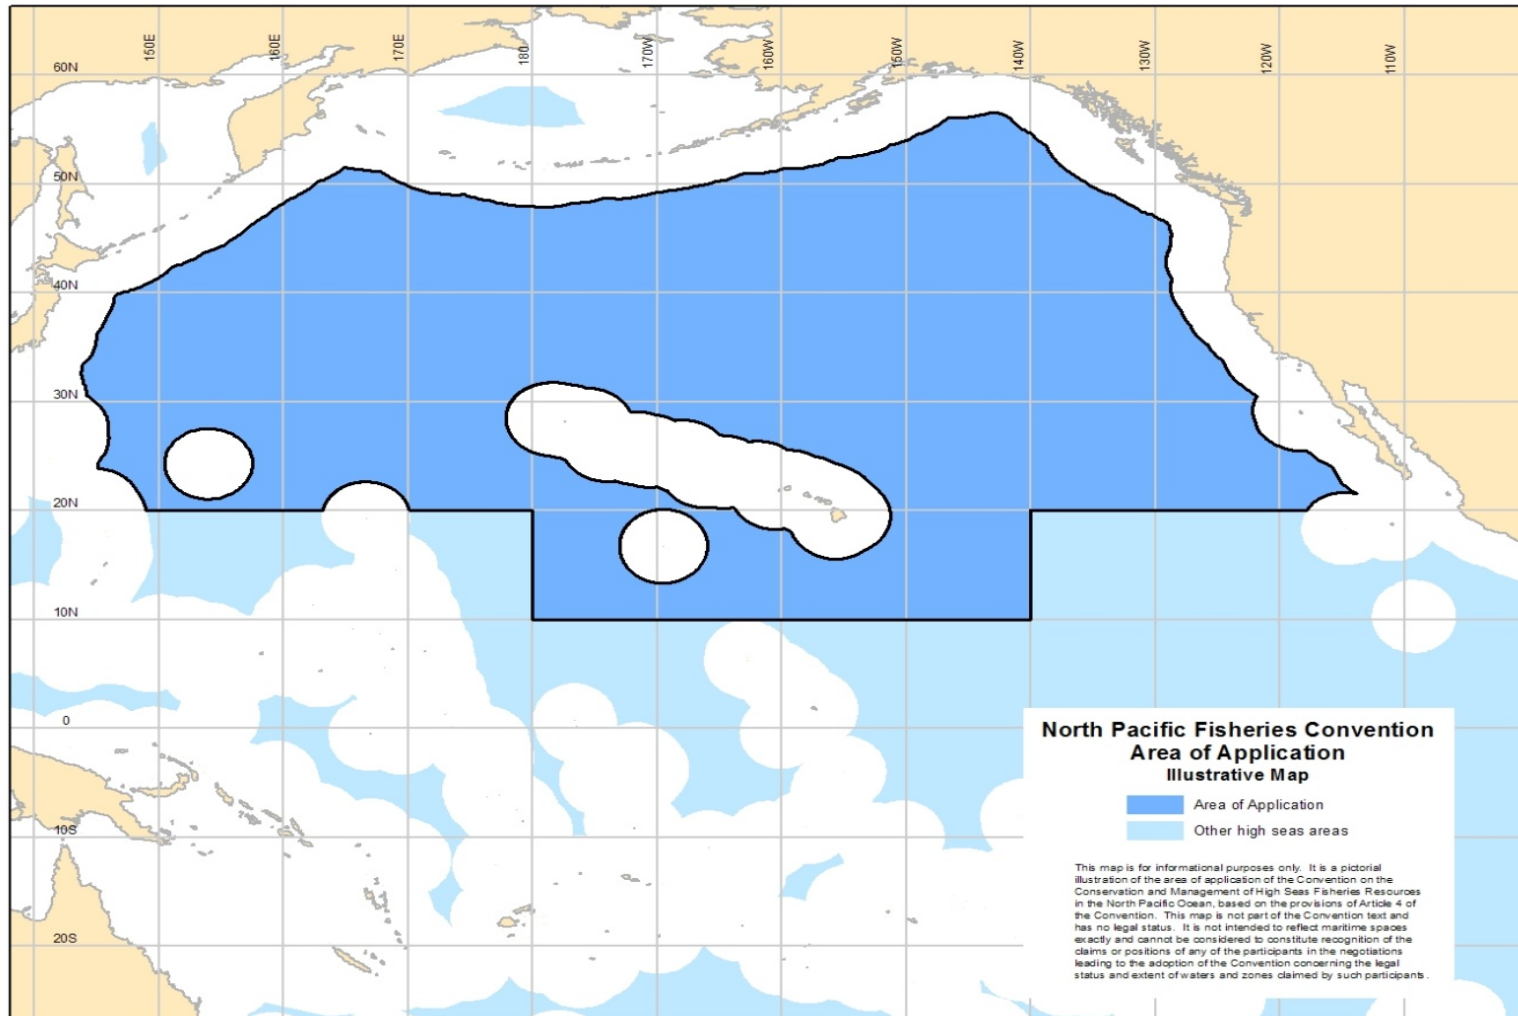 150E 160E 170E 180 170W 160W 150W 140W 130W 120W 110W
60N
50N
40N
30N
20N
10N
0
10S
20S
North Pacific Fisheries Convention
Area of Application
Illustrative Map
Area of Application
Other high seas areas
This map is for informational purposes only. It is a pictorial
illustration of the area of application of the Convention on the
Conservation and Management of High Seas Fisheries Resources
in the North Pacific Ocean, based on the provisions of Article 4 of
the Convention. This map is not part of the Convention text and
has no legal status. It is not intended to reflect maritime spaces
exactly and cannot be considered to constitute recognition of the
claims or positions of any of the participants in the negotiations
leading to the adoption of the Convention concerning the legal
status and extent of waters and zones claimed by such participants.